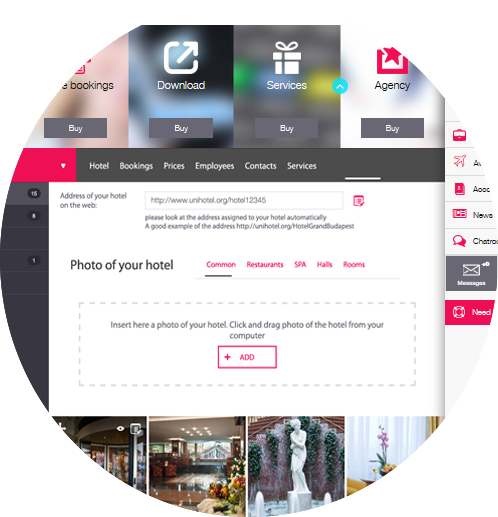 e bookings
Download
Services
Agency
Buy
Buy
Buy
Buy
Hotel Bookings Prices Employees Contacts Services
15
8
1
Address of your hotel
on the web:
http://www.unihotel.org/hotel12345
please look at the address assigned to your hotel automatically
A good example of the address http://unihotel.org/HotelGrandBudapest
Photo of your hotel
Common Restaurants SPA Halls Rooms
Insert here a photo of your hotel. Click and drag photo of the hotel from your
computer
+ ADD
News
Chatroo
Messages
Need